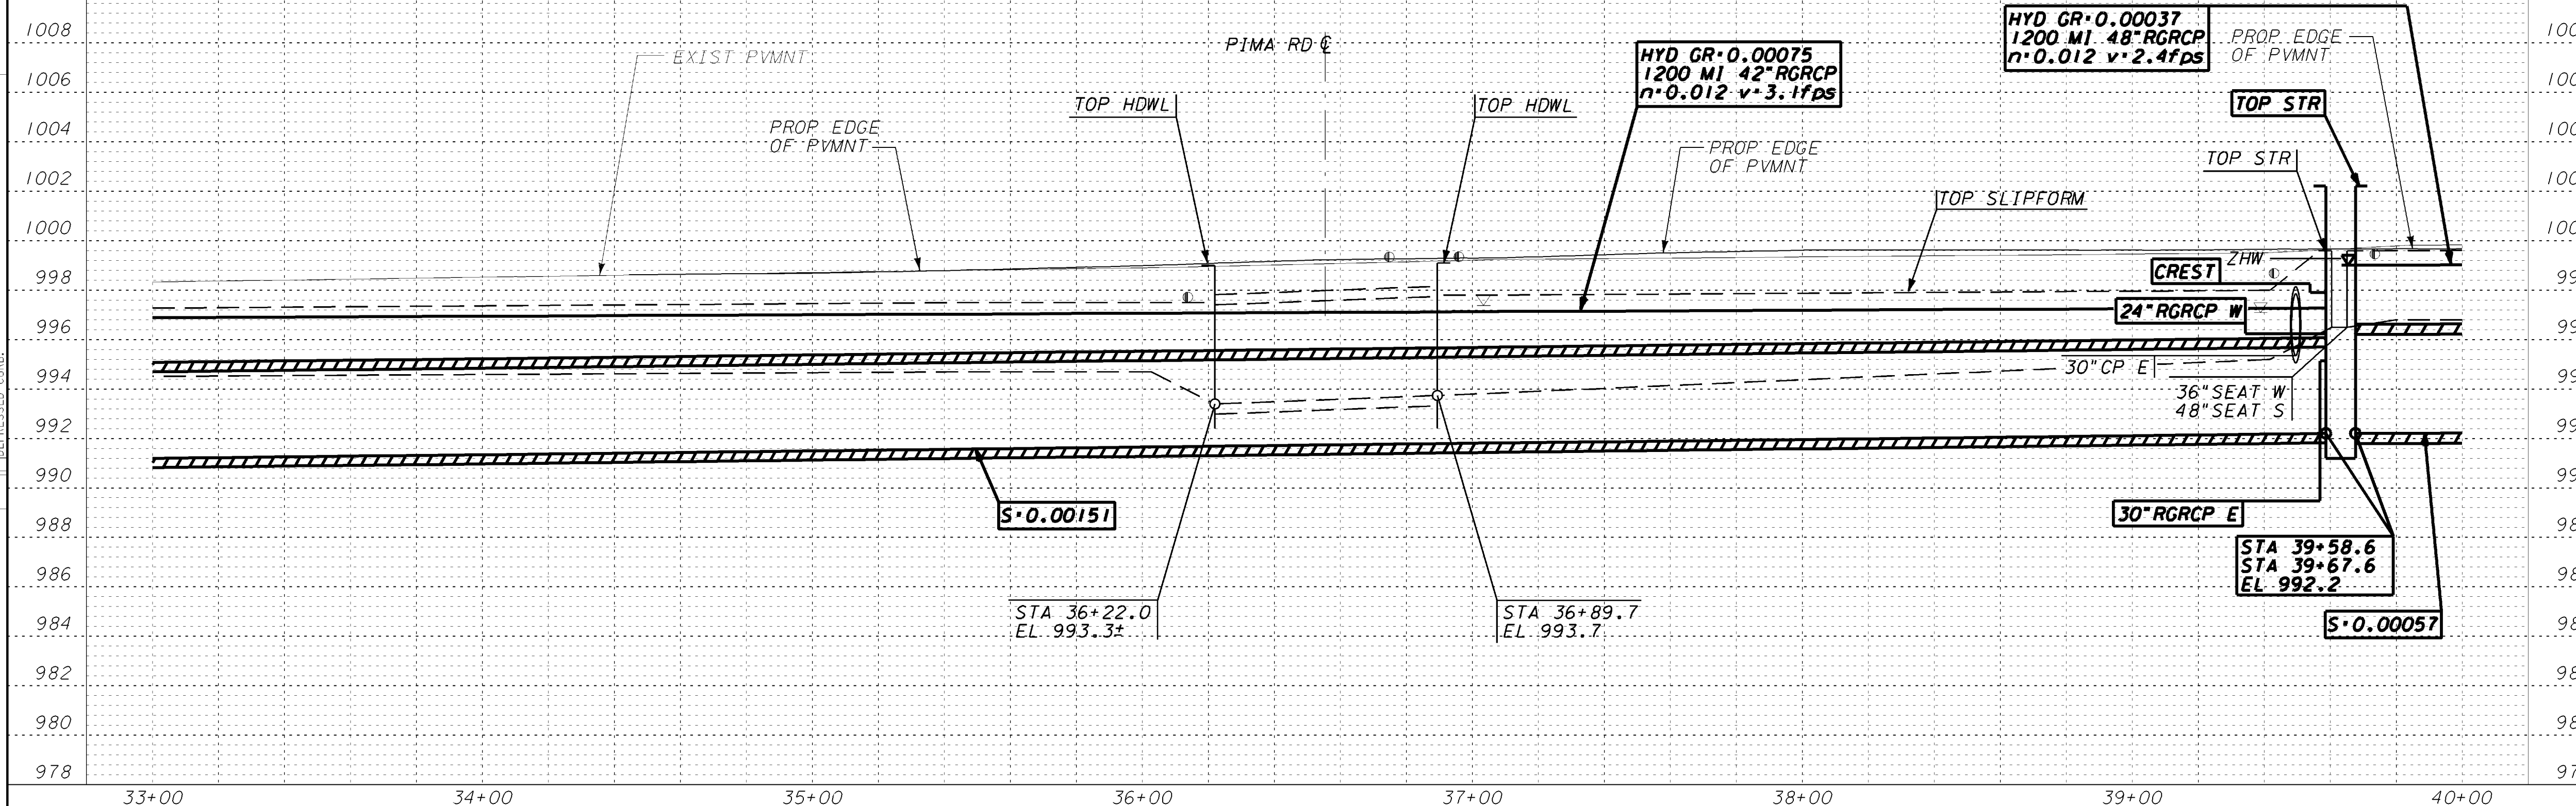 1008
1006
1004
1002
1000
998
996
994
992
990
988
986
984
982
980
978
EXIST PVMNT
PROP EDGE
OF PVMNT
TOP HDWL
PIMA RD ℄
TOP HDWL
HYD GR=0.00075
1200 MI 42"RGRCP
n=0.012 v=3.1fps
PROP EDGE
OF PVMNT
TOP SLIPFORM
HYD GR=0.00037
1200 MI 48"RGRCP
n=0.012 v=2.4fps
PROP EDGE
OF PVMNT
TOP STR
TOP STR
ZHW
CREST
24"RGRCP W
30"CP E
36"SEAT W
48"SEAT S
30"RGRCP E
STA 39+58.6
STA 39+67.6
EL 992.2
S=0.00057
S=0.00151
STA 36+22.0
EL 993.3±
STA 36+89.7
EL 993.7
33+00
34+00
35+00
36+00
37+00
38+00
39+00
40+00